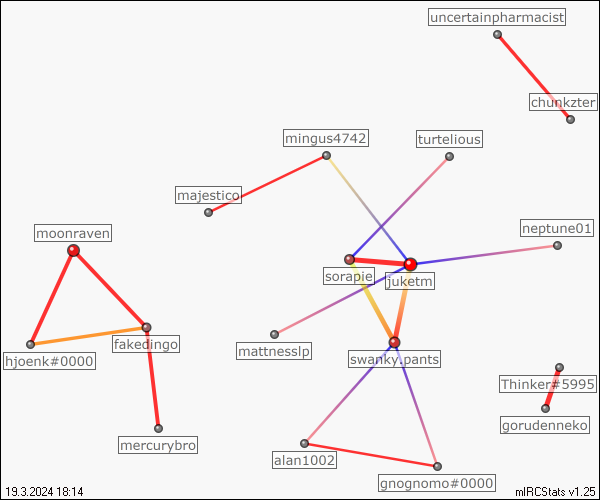 uncertainpharmacist
chunkzter
mingus4742
turtelious
majestico
neptune01
moonraven
sorapie
juketm
fakedingo
mattnesslp
hjoenk#0000
swanky.pants
Thinker#5995
gorudenneko
mercurybro
alan1002
gnognomo#0000
19.3.2024 18:14
mIRCStats v1.25